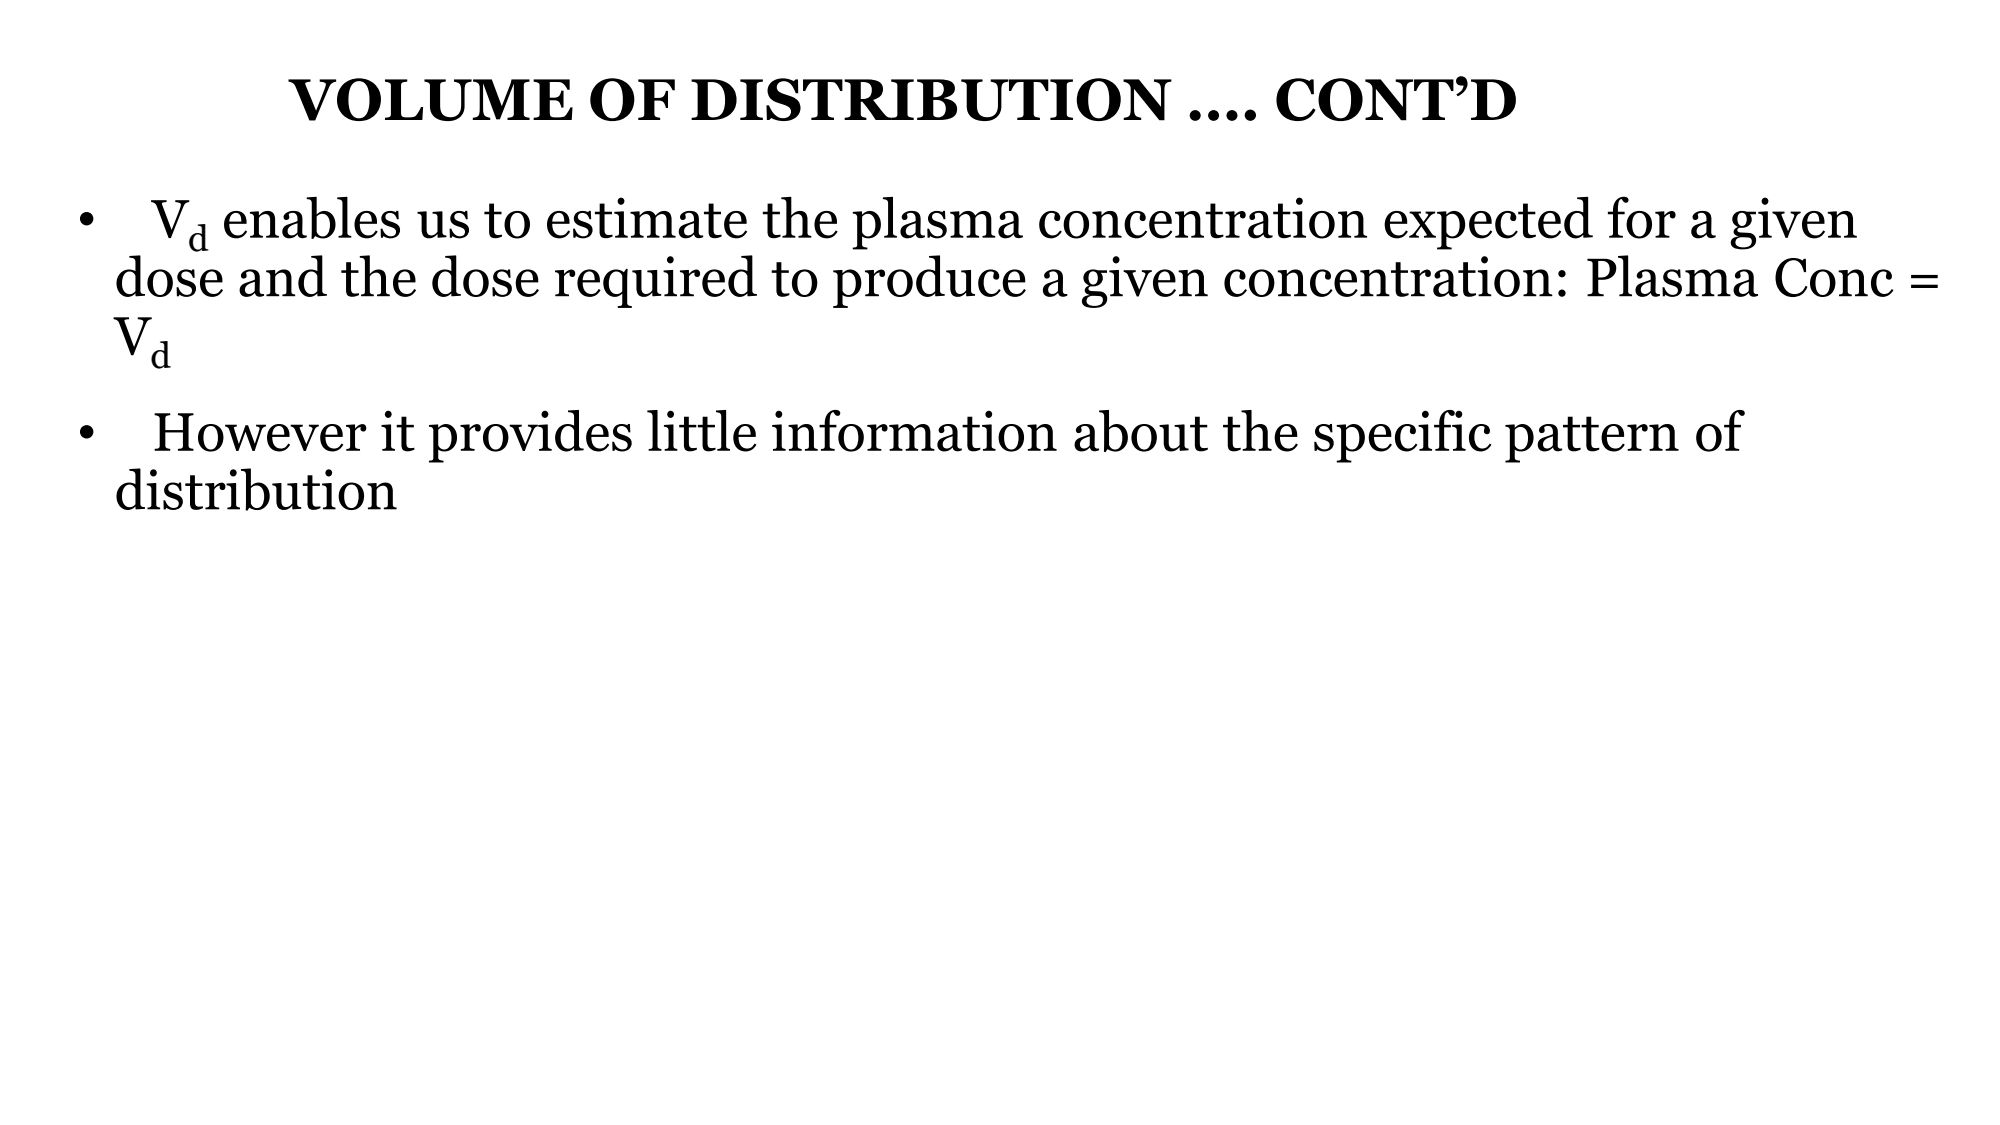 VOLUME OF DISTRIBUTION .... CONT’D
• Vd enables us to estimate the plasma concentration expected for a given
dose and the dose required to produce a given concentration: Plasma Conc =
Vd
• However it provides little information about the specific pattern of
distribution